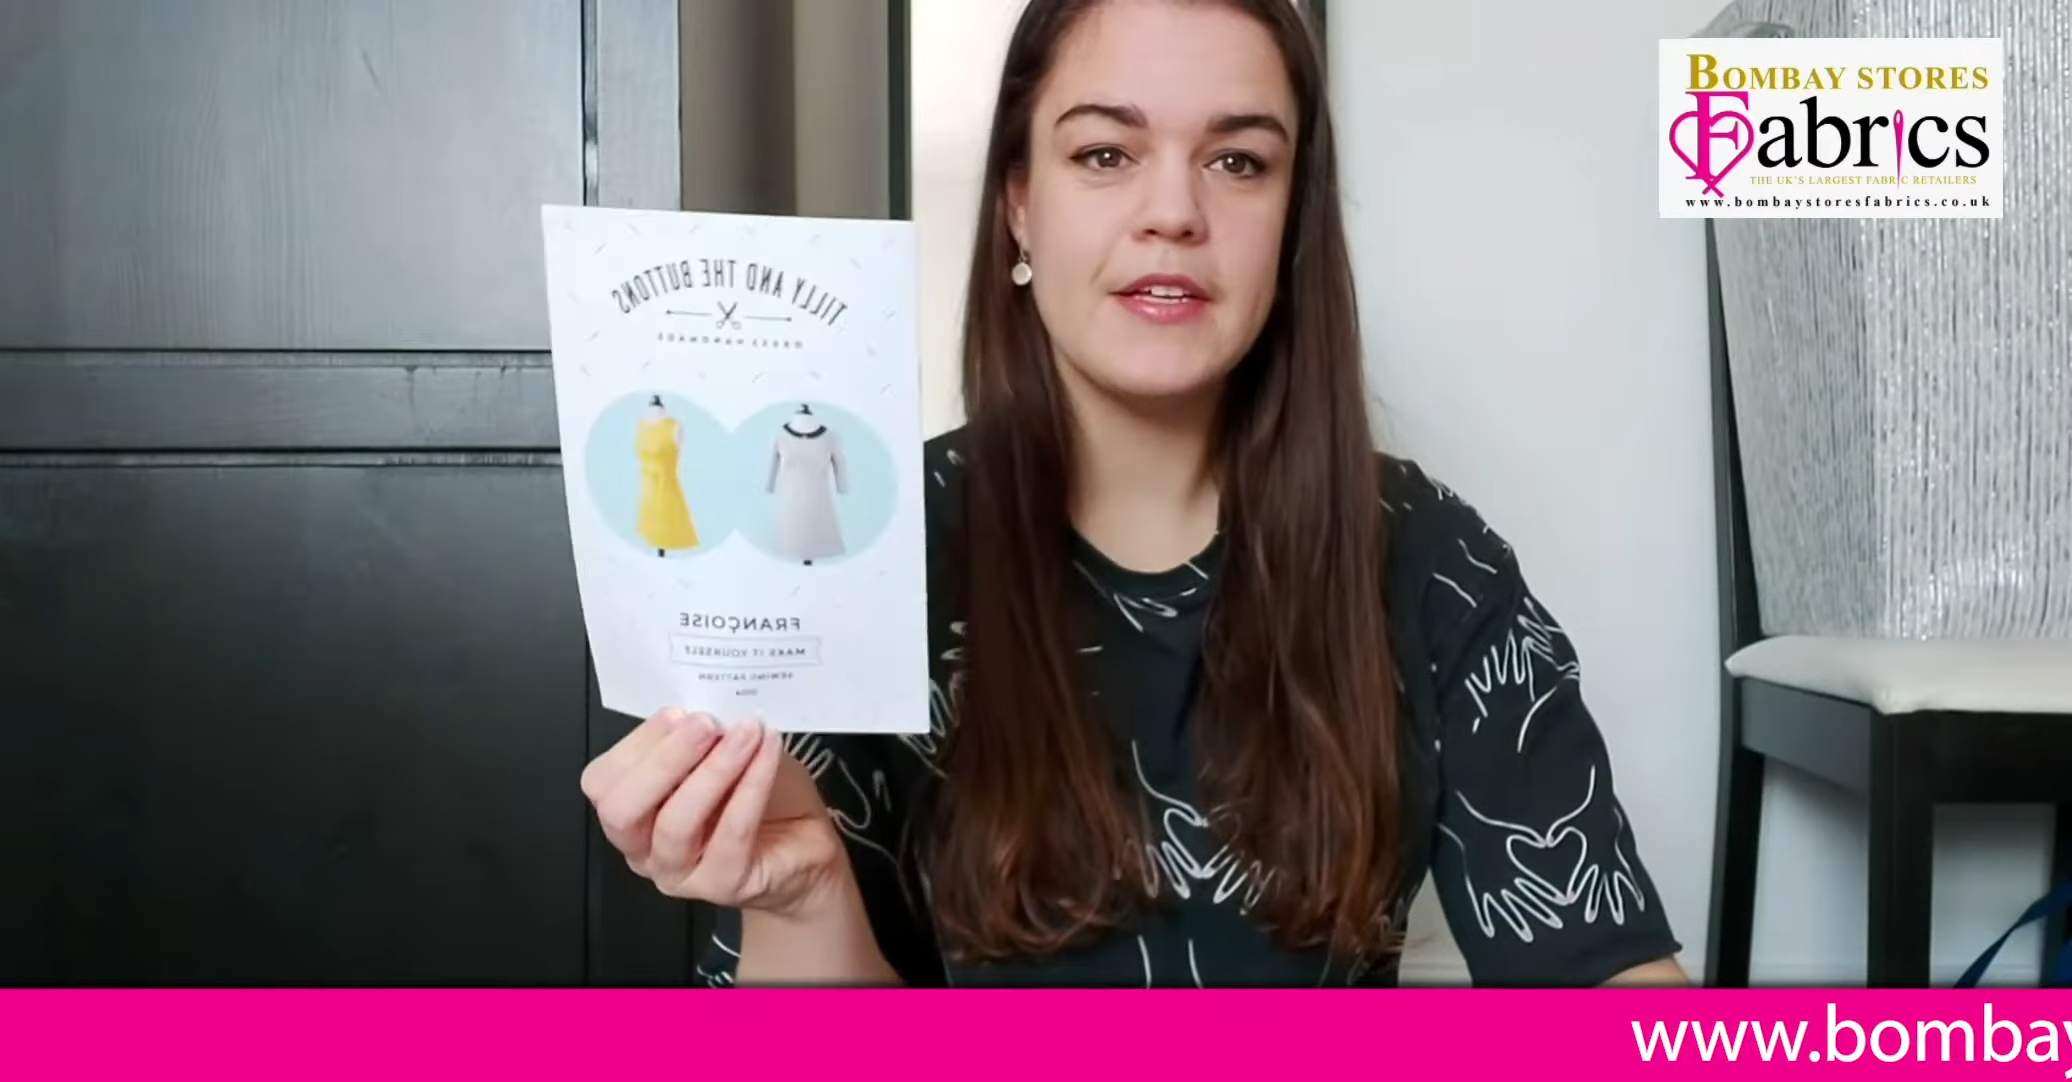 BOMBAY STORES
Fabrics
THE UK'S LARGEST FABRIC RETAILERS
www.bombaystoresfabrics.co.uk
TILLY AND THE BUTTONS
DRESS HANDMADE
FRANÇOISE
MAKE IT YOURSELF
SEWING PATTERN
www.bombay